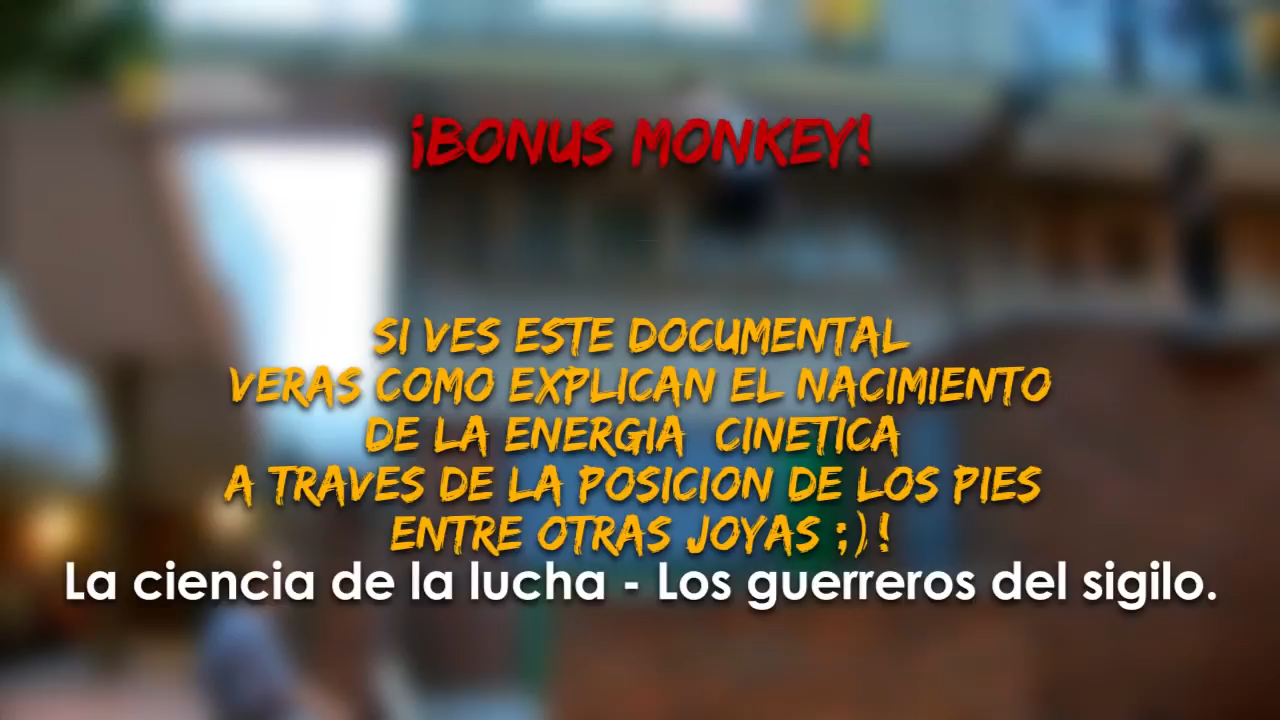 ¡BONUS MONKEY!
SI VES ESTE DOCUMENTAL
VERAS COMO EXPLICAN EL NACIMIENTO
DE LA ENERGIA CINETICA
A TRAVES DE LA POSICION DE LOS PIES
ENTRE OTRAS JOYAS ;)!
La ciencia de la lucha - Los guerreros del sigilo.